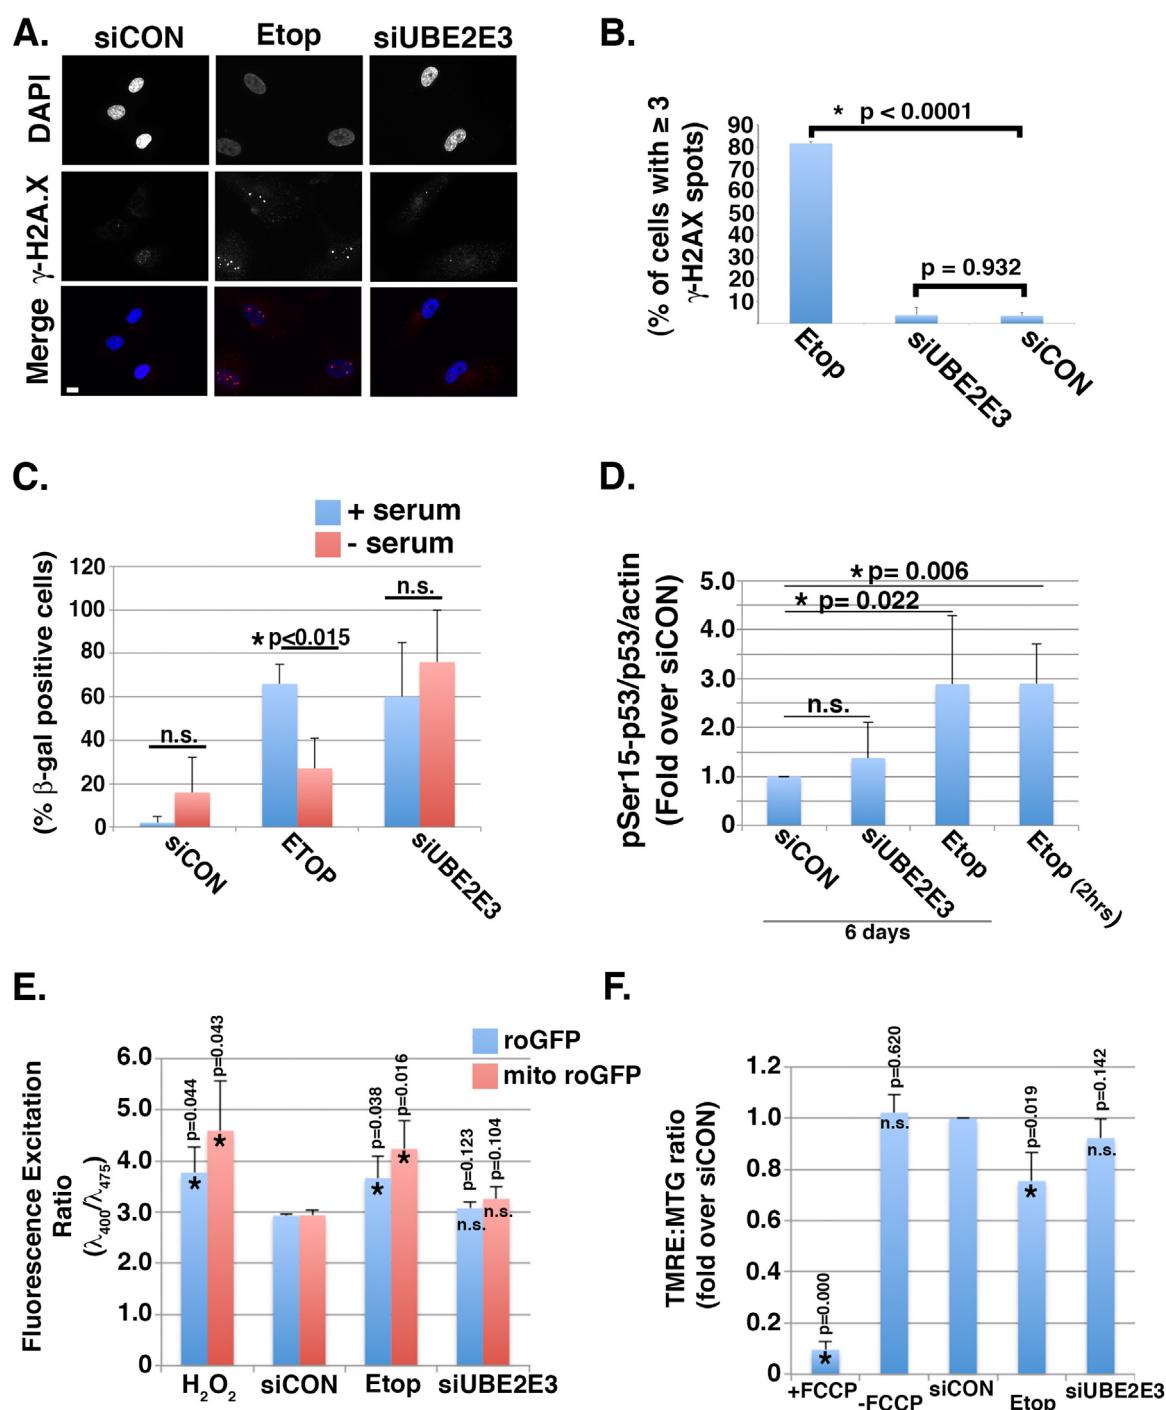 A.
siCON
Etop
siUBE2E3
DAPI
γ-H2A.X
Merge
B.
(% of cells with ≥ 3
γ-H2AX spots)
90
80
70
60
50
40
30
20
10
* p < 0.0001
p = 0.932
Etop
siUBE2E3
siCON
C.
+ serum
- serum
(% β-gal positive cells)
120
100
80
60
40
20
0
n.s.
* p<0.015
n.s.
siCON
ETOP
siUBE2E3
D.
pSer15-p53/p53/actin
(Fold over siCON)
5.0
4.0
3.0
2.0
1.0
0
* p= 0.006
* p= 0.022
n.s.
siCON
siUBE2E3
Etop
Etop (2hrs)
6 days
E.
roGFP
mito roGFP
Fluorescence Excitation
Ratio
(λ400/λ475)
6.0
5.0
4.0
3.0
2.0
1.0
0
p=0.044
p=0.043
p=0.038
p=0.016
p=0.123
p=0.104
*
*
*
*
n.s.
n.s.
H2O2
siCON
Etop
siUBE2E3
F.
TMRE:MTG ratio
(fold over siCON)
1.2
1.0
0.8
0.6
0.4
0.2
0
p=0.000
p=0.620
p=0.019
p=0.142
*
n.s.
*
n.s.
+FCCP
-FCCP
siCON
Etop
siUBE2E3